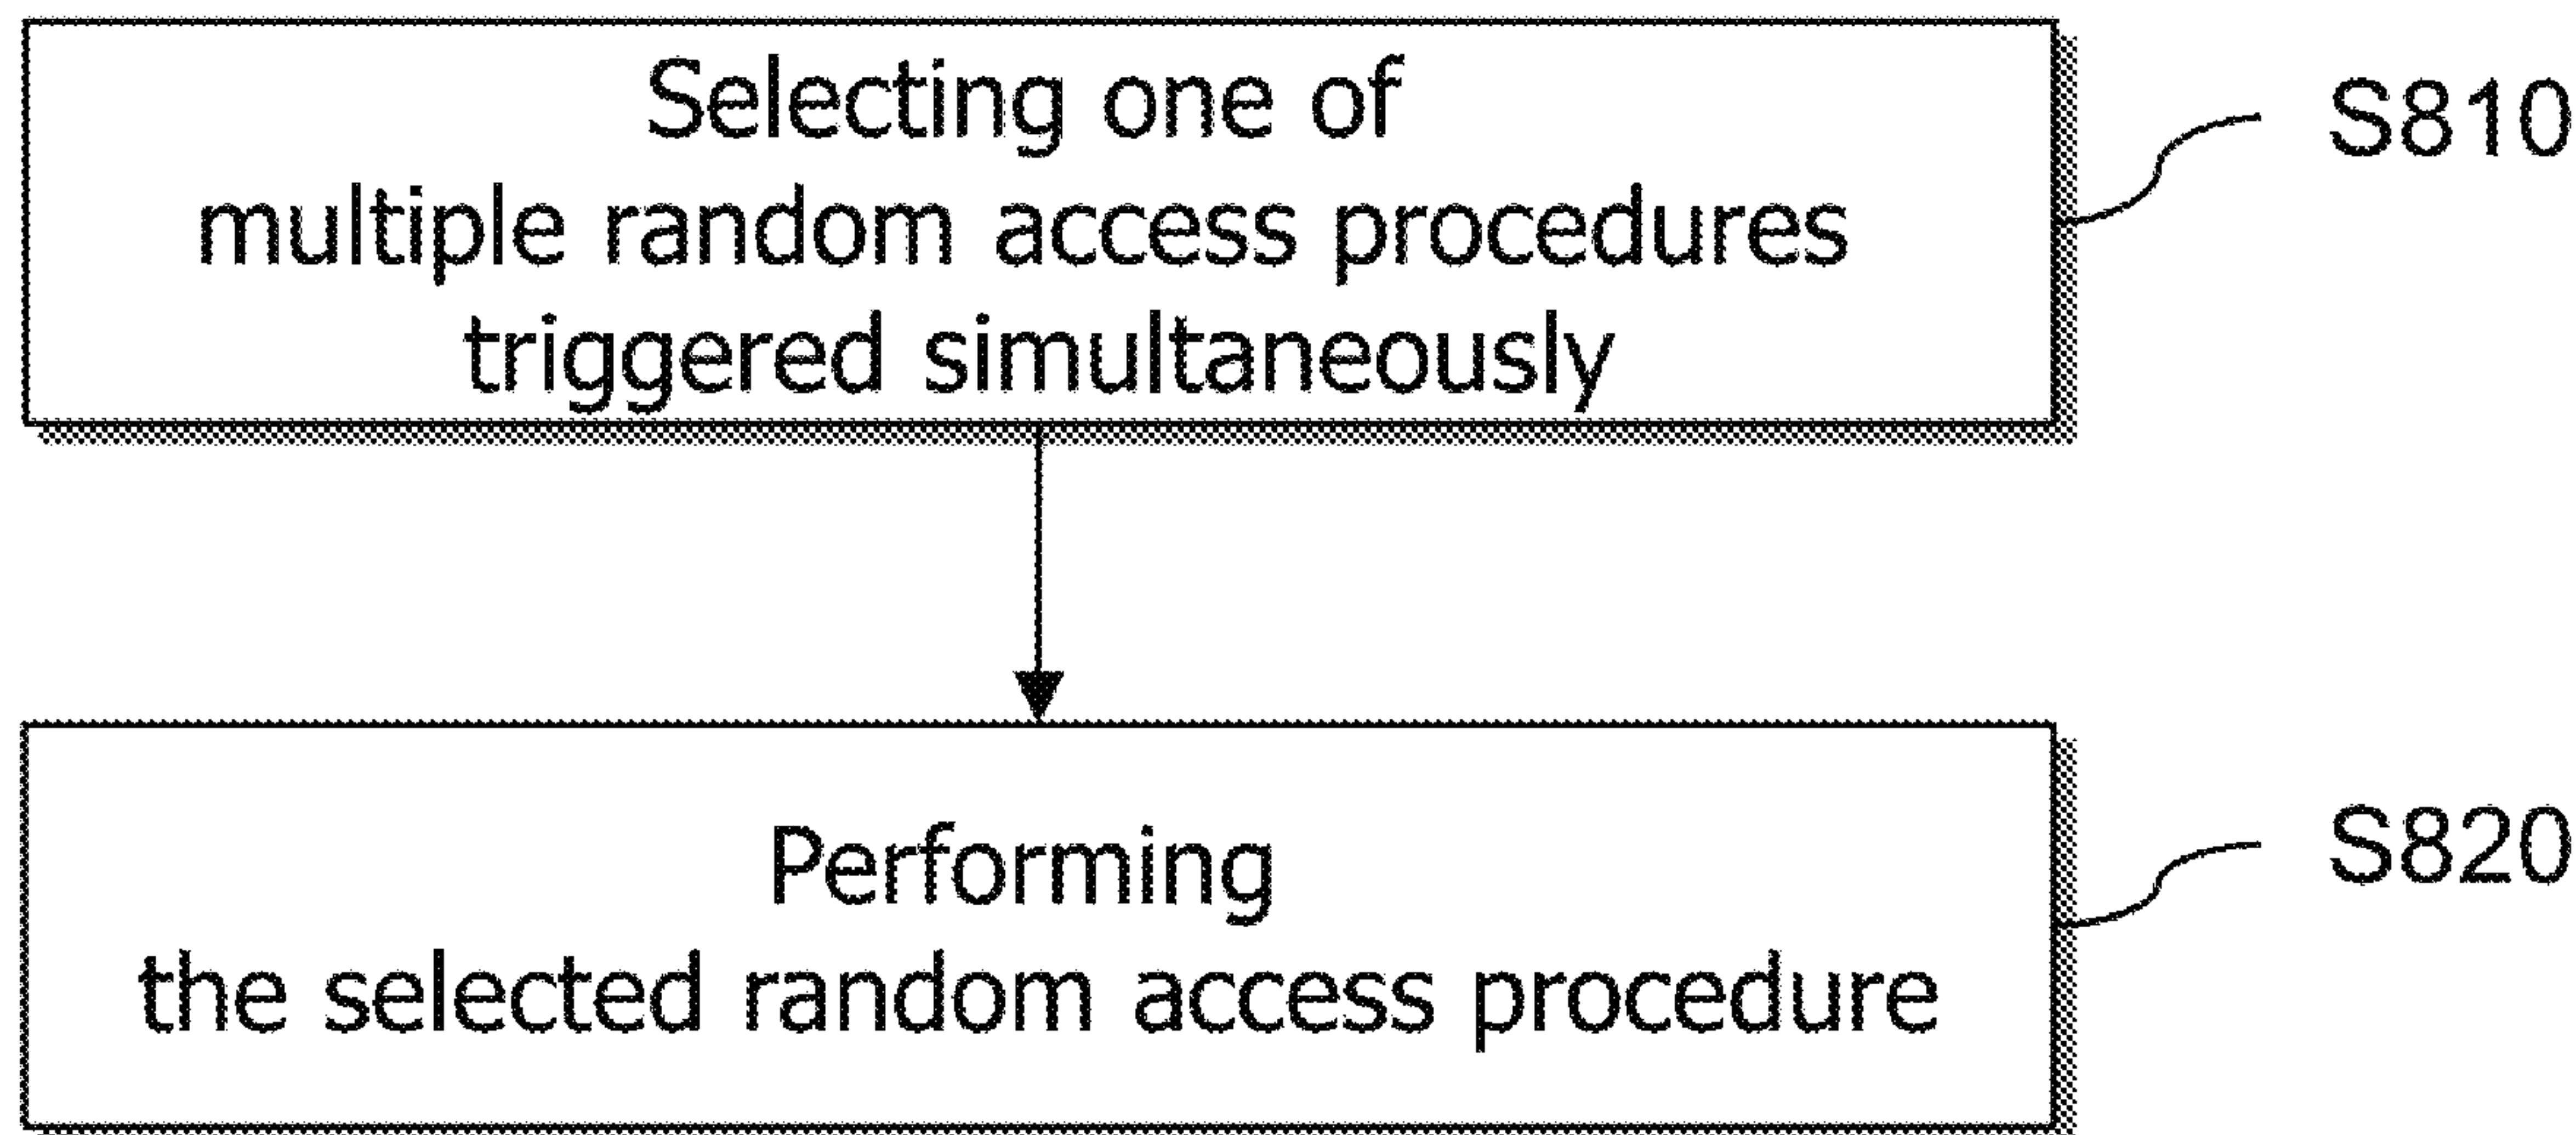 Selecting one of
multiple random access procedures
triggered simultaneously
S810
Performing
the selected random access procedure
S820